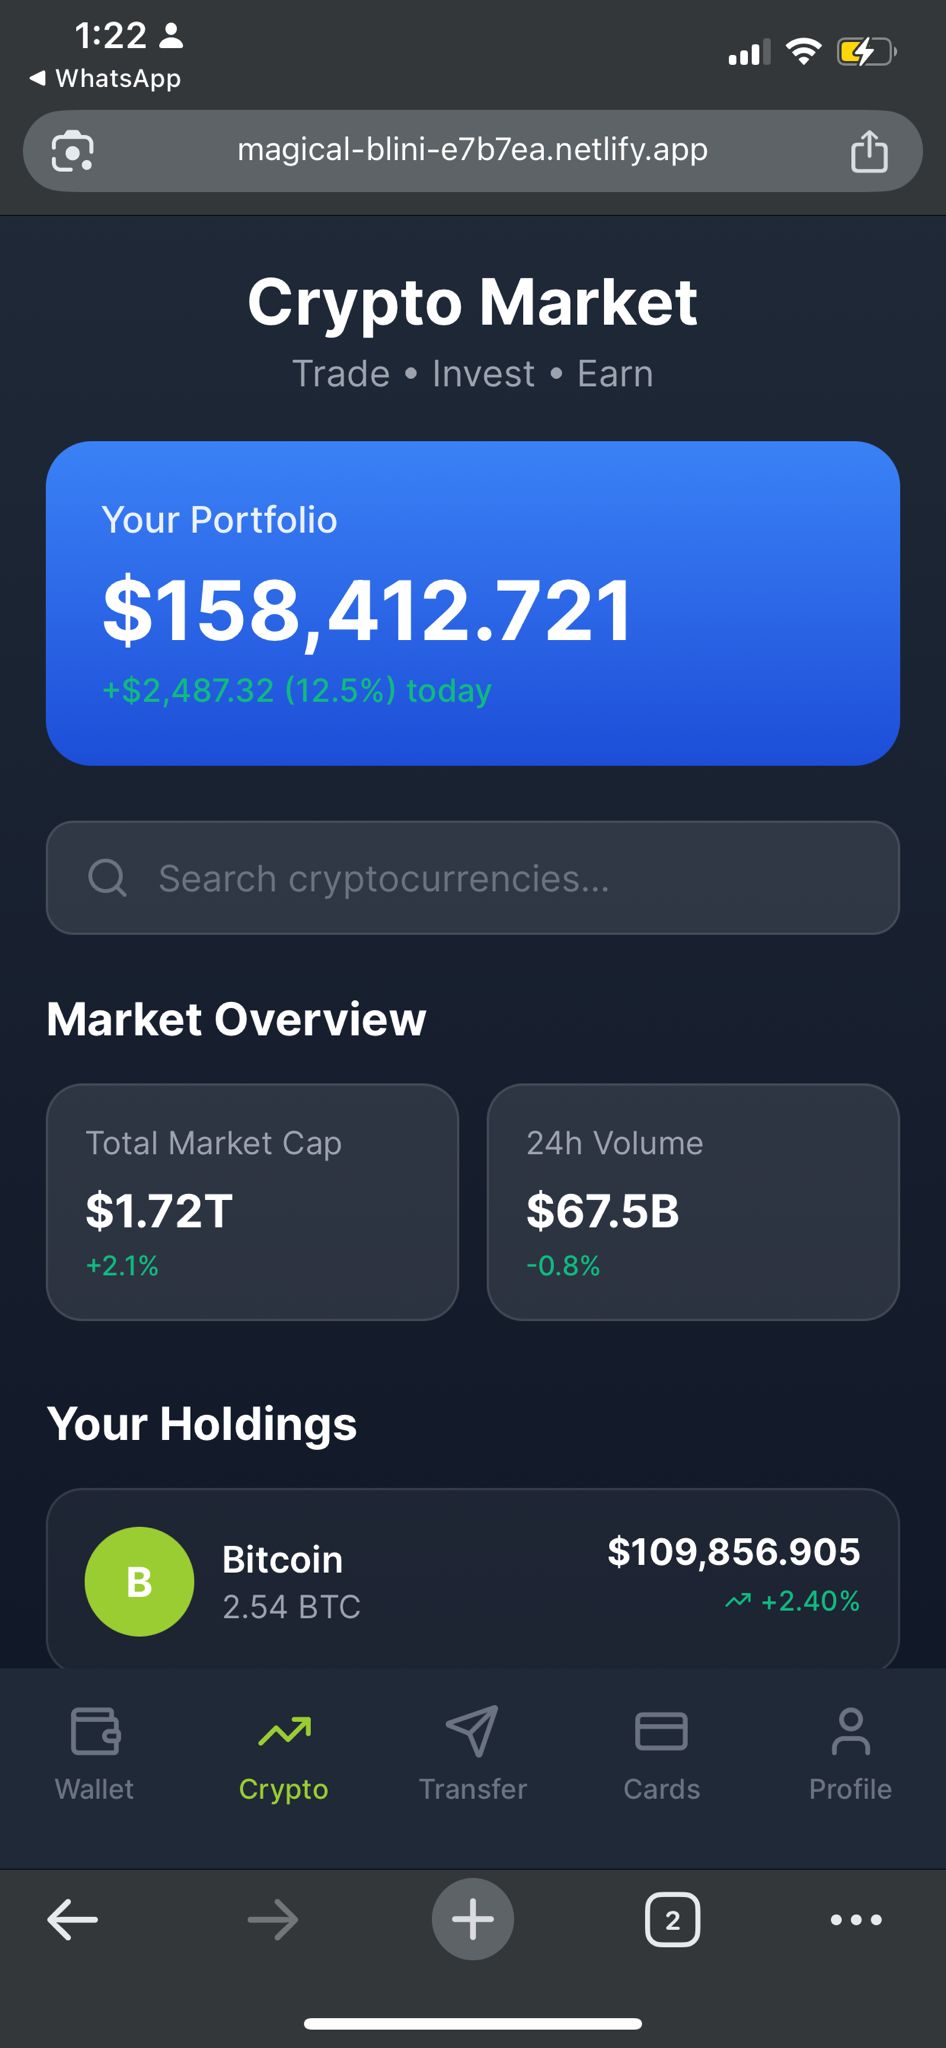 1:22
WhatsApp
magical-blini-e7b7ea.netlify.app
Crypto Market
Trade • Invest • Earn
Your Portfolio
$158,412.721
+$2,487.32 (12.5%) today
Search cryptocurrencies...
Market Overview
Total Market Cap
$1.72T
+2.1%
24h Volume
$67.5B
-0.8%
Your Holdings
B
Bitcoin
2.54 BTC
$109,856.905
+2.40%
Wallet
Crypto
Transfer
Cards
Profile
2